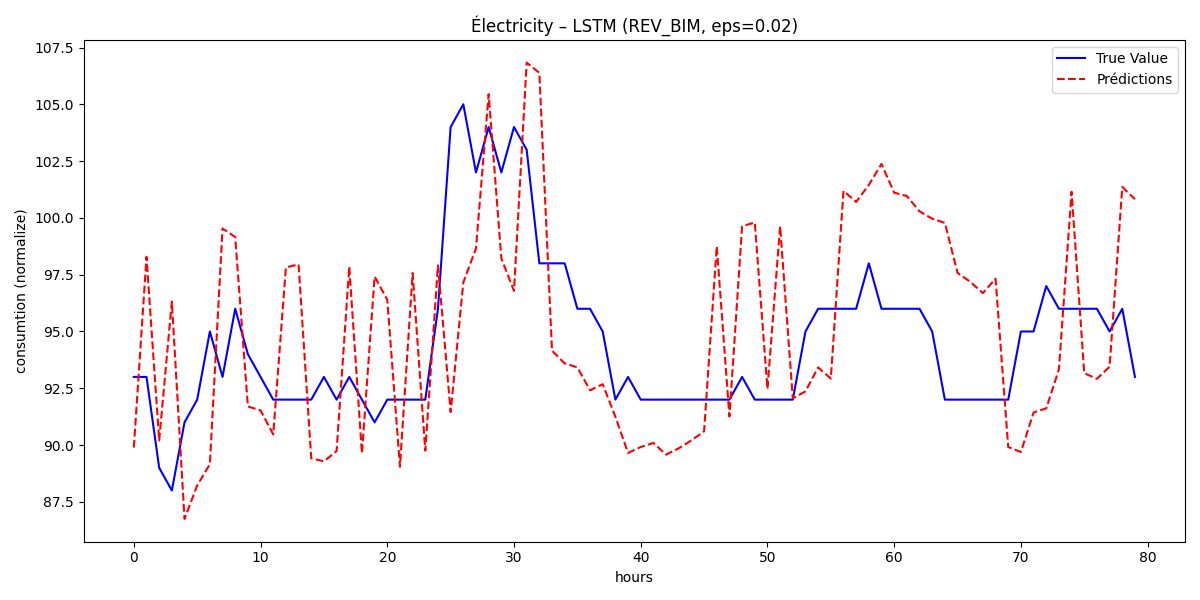 Électricity – LSTM (REV_BIM, eps=0.02)
True Value
Prédictions
consumtion (normalize)
107.5
105.0
102.5
100.0
97.5
95.0
92.5
90.0
87.5
0 10 20 30 40 50 60 70 80
hours